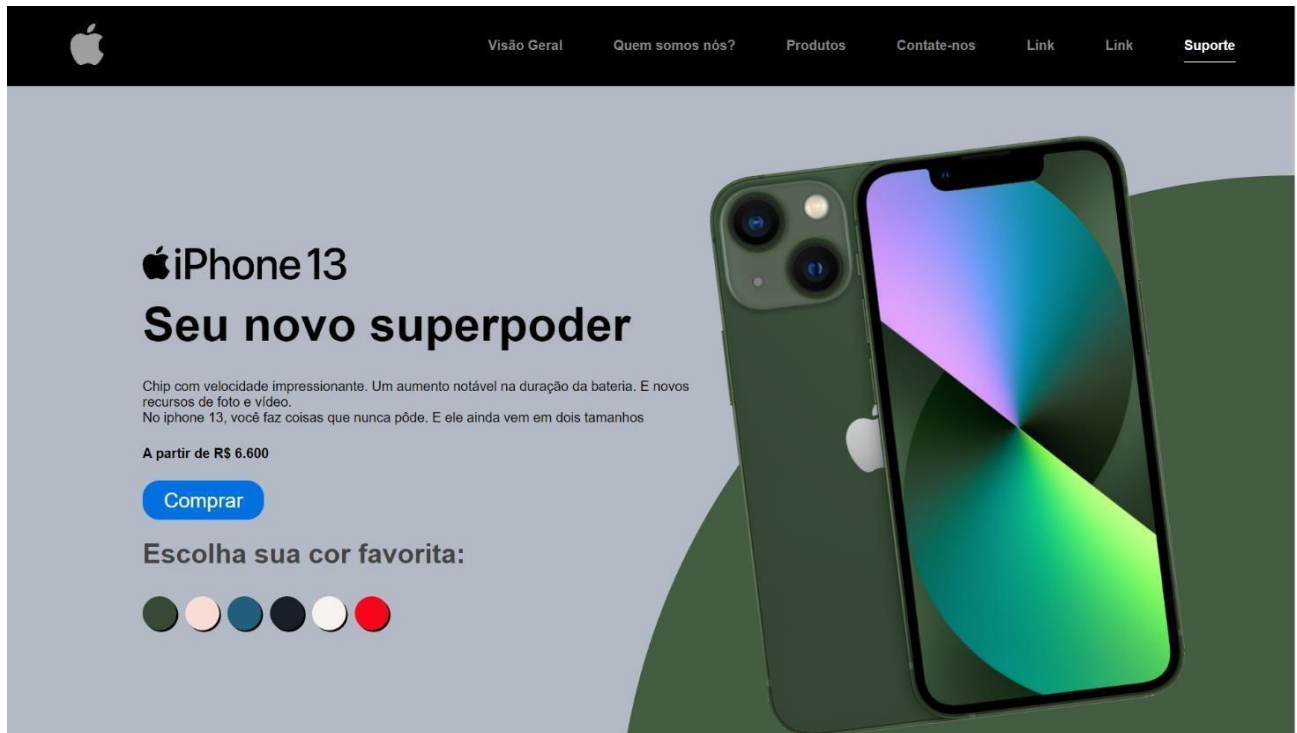 Visão Geral Quem somos nós? Produtos Contate-nos Link Link Suporte
iPhone 13
Seu novo superpoder
Chip com velocidade impressionante. Um aumento notável na duração da bateria. E novos
recursos de foto e vídeo.
No iphone 13, você faz coisas que nunca pôde. E ele ainda vem em dois tamanhos
A partir de R$ 6.600
Comprar
Escolha sua cor favorita: